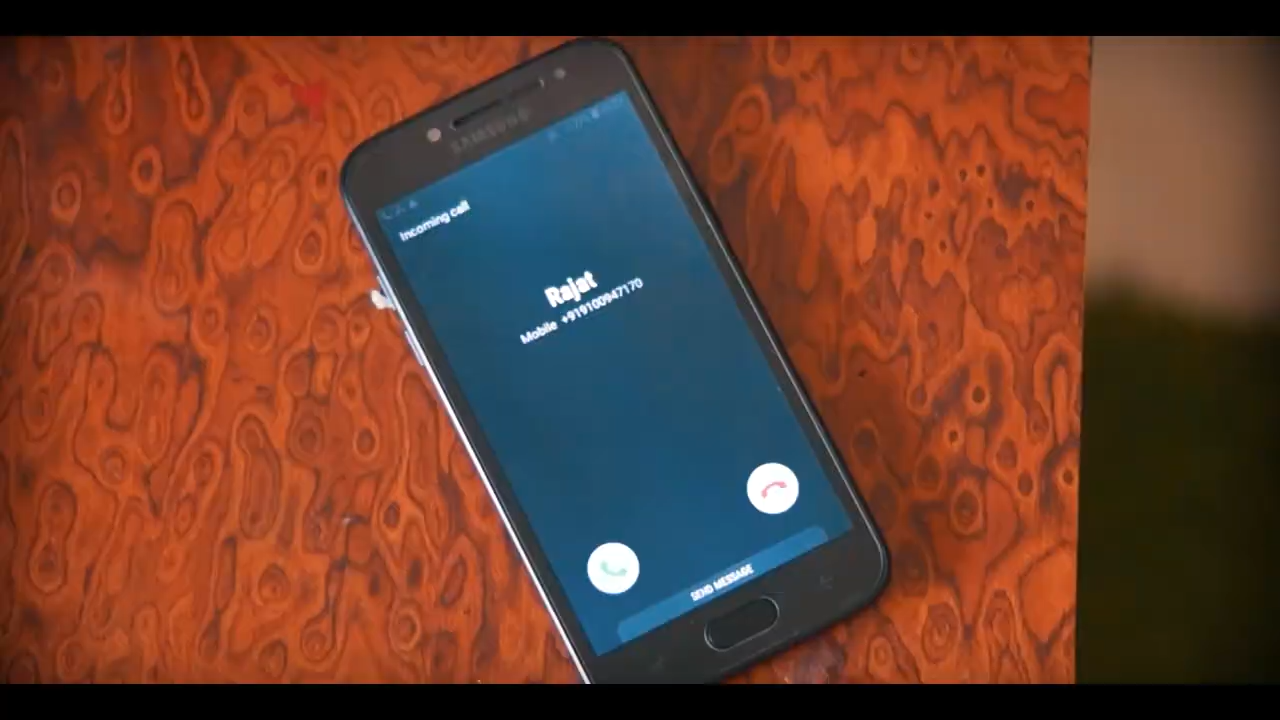 SAMSUNG
Incoming call
Rajat
Mobile +919100947170
SEND MESSAGE